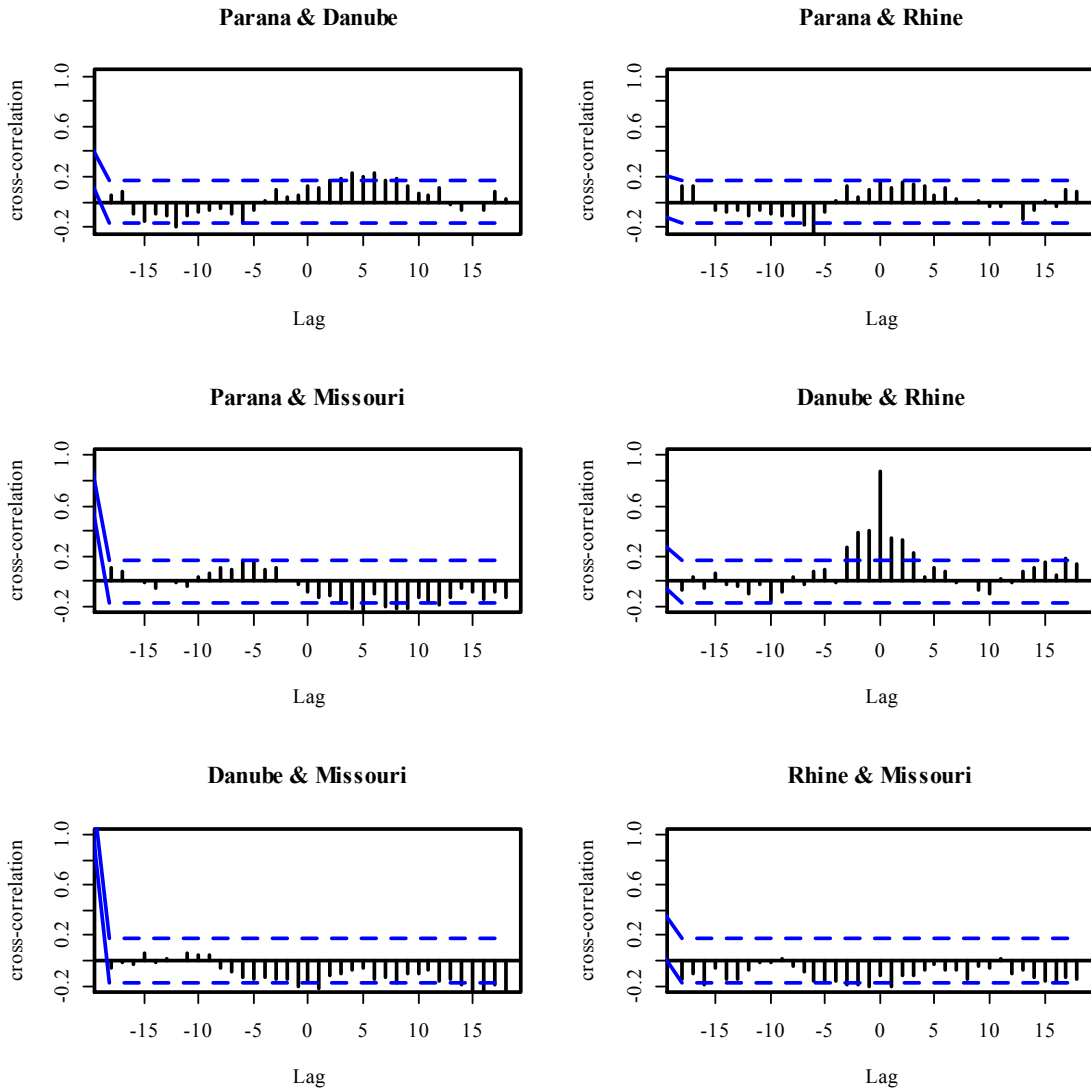 Parana & Danube
cross-correlation
-0.2 0.2 0.6 1.0
-15 -10 -5 0 5 10 15
Lag
Parana & Rhine
cross-correlation
-0.2 0.2 0.6 1.0
-15 -10 -5 0 5 10 15
Lag
Parana & Missouri
cross-correlation
-0.2 0.2 0.6 1.0
-15 -10 -5 0 5 10 15
Lag
Danube & Rhine
cross-correlation
-0.2 0.2 0.6 1.0
-15 -10 -5 0 5 10 15
Lag
Danube & Missouri
cross-correlation
-0.2 0.2 0.6 1.0
-15 -10 -5 0 5 10 15
Lag
Rhine & Missouri
cross-correlation
-0.2 0.2 0.6 1.0
-15 -10 -5 0 5 10 15
Lag